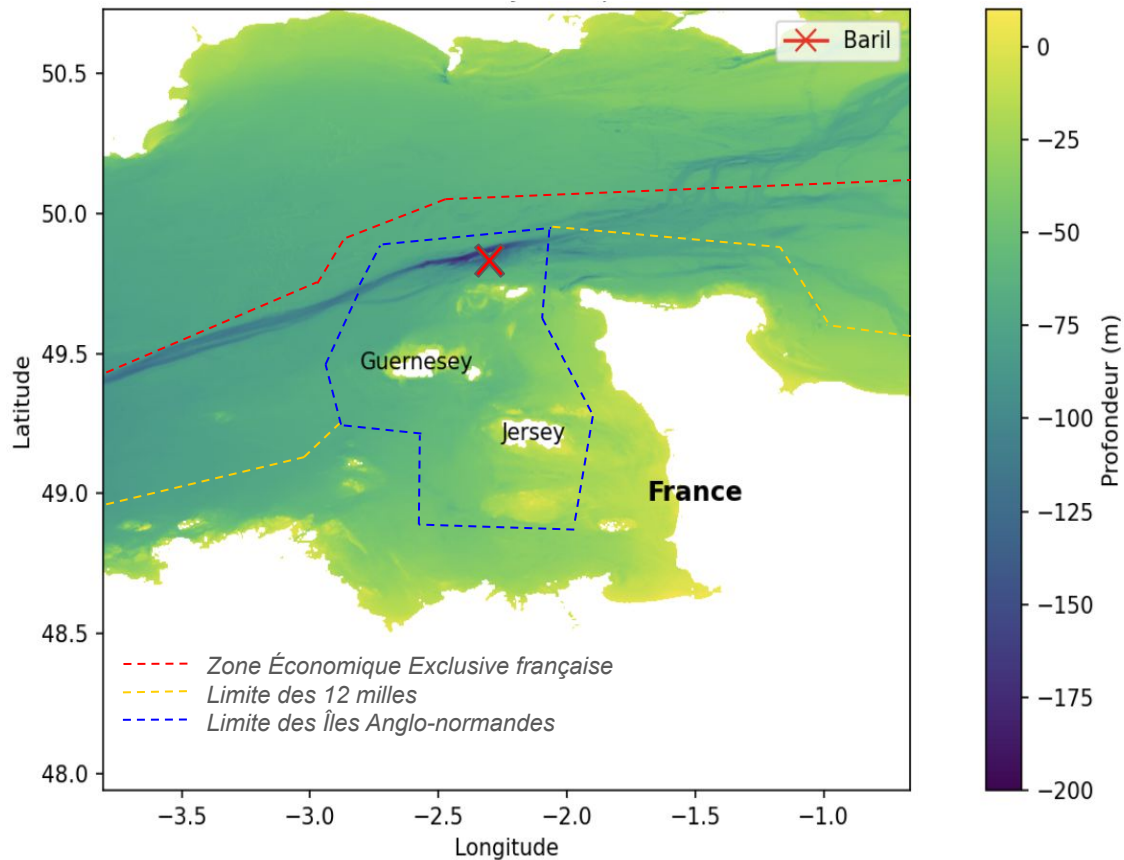 Baril
50.5
50.0
49.5
49.0
48.5
48.0
Latitude
Guernesey
Jersey
France
Zone Économique Exclusive française
Limite des 12 milles
Limite des Îles Anglo-normandes
−3.5 −3.0 −2.5 −2.0 −1.5 −1.0
Longitude
0
−25
−50
−75
−100
−125
−150
−175
−200
Profondeur (m)